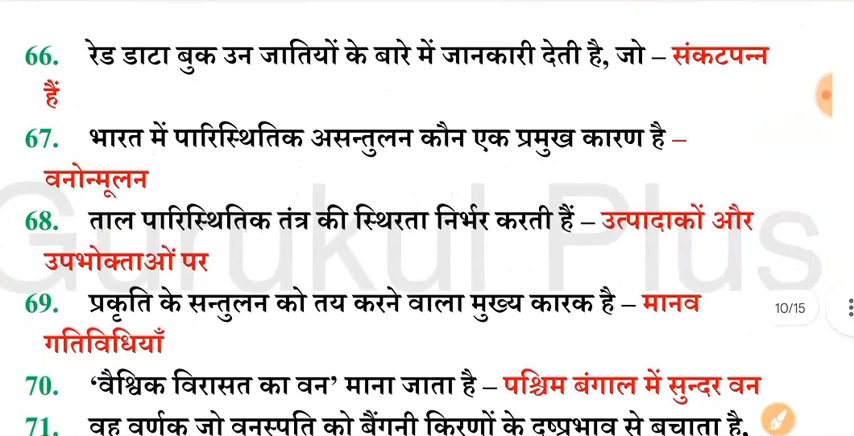 66. रेड डाटा बुक उन जातियों के बारे में जानकारी देती है, जो – संकटपन्न
हैं
67. भारत में पारिस्थितिक असन्तुलन कौन एक प्रमुख कारण है –
वनोन्मूलन
68. ताल पारिस्थितिक तंत्र की स्थिरता निर्भर करती हैं – उत्पादाकों और
उपभोक्ताओं पर
69. प्रकृति के सन्तुलन को तय करने वाला मुख्य कारक है – मानव
10/15
गतिविधियाँ
70. ‘वैश्विक विरासत का वन’ माना जाता है – पश्चिम बंगाल में सुन्दर वन
71. वह वर्णक जो वनस्पति को बैंगनी किरणों के दुष्प्रभाव से बचाता है,
Gurukul Plus